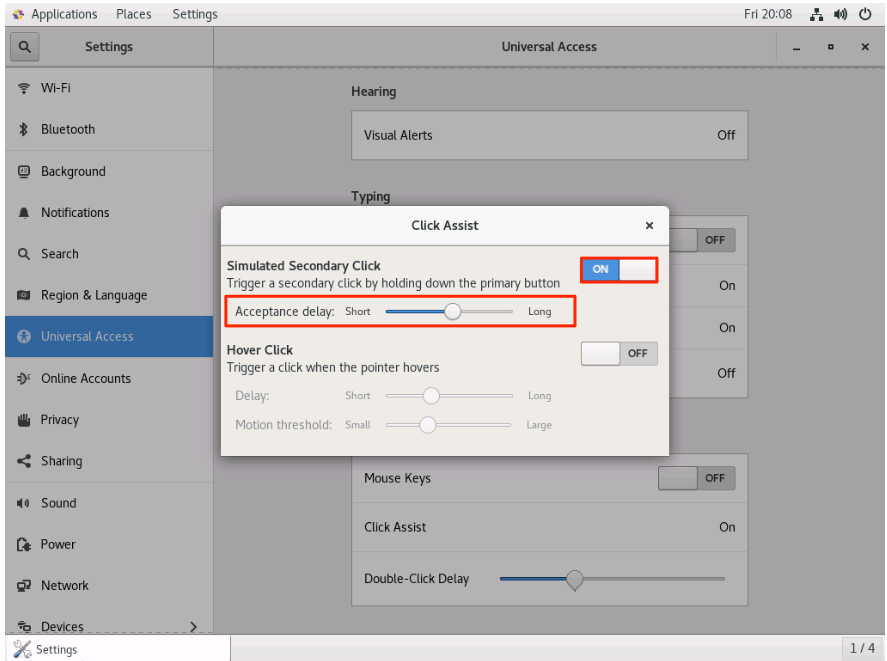 Applications Places Settings Fri 20:08
Settings
Universal Access
Wi-Fi
Bluetooth
Background
Notifications
Search
Region & Language
Universal Access
Online Accounts
Privacy
Sharing
Sound
Power
Network
Devices
Hearing
Visual Alerts Off
Typing
OFF
On
On
Off
Click Assist
Simulated Secondary Click ON
Trigger a secondary click by holding down the primary button
Acceptance delay: Short Long
Hover Click OFF
Trigger a click when the pointer hovers
Delay: Short Long
Motion threshold: Small Large
Mouse Keys OFF
Click Assist On
Double-Click Delay
Settings 1 / 4